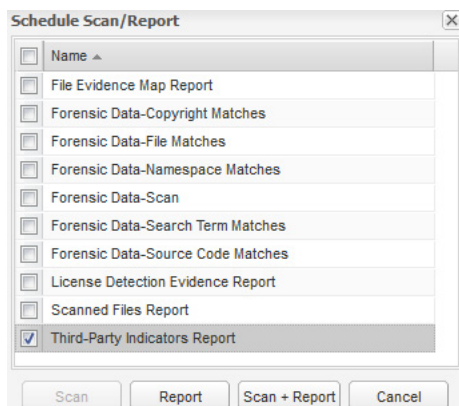 Schedule Scan/Report
Name
File Evidence Map Report
Forensic Data-Copyright Matches
Forensic Data-File Matches
Forensic Data-Namespace Matches
Forensic Data-Scan
Forensic Data-Search Term Matches
Forensic Data-Source Code Matches
License Detection Evidence Report
Scanned Files Report
Third-Party Indicators Report
Scan Report Scan + Report Cancel